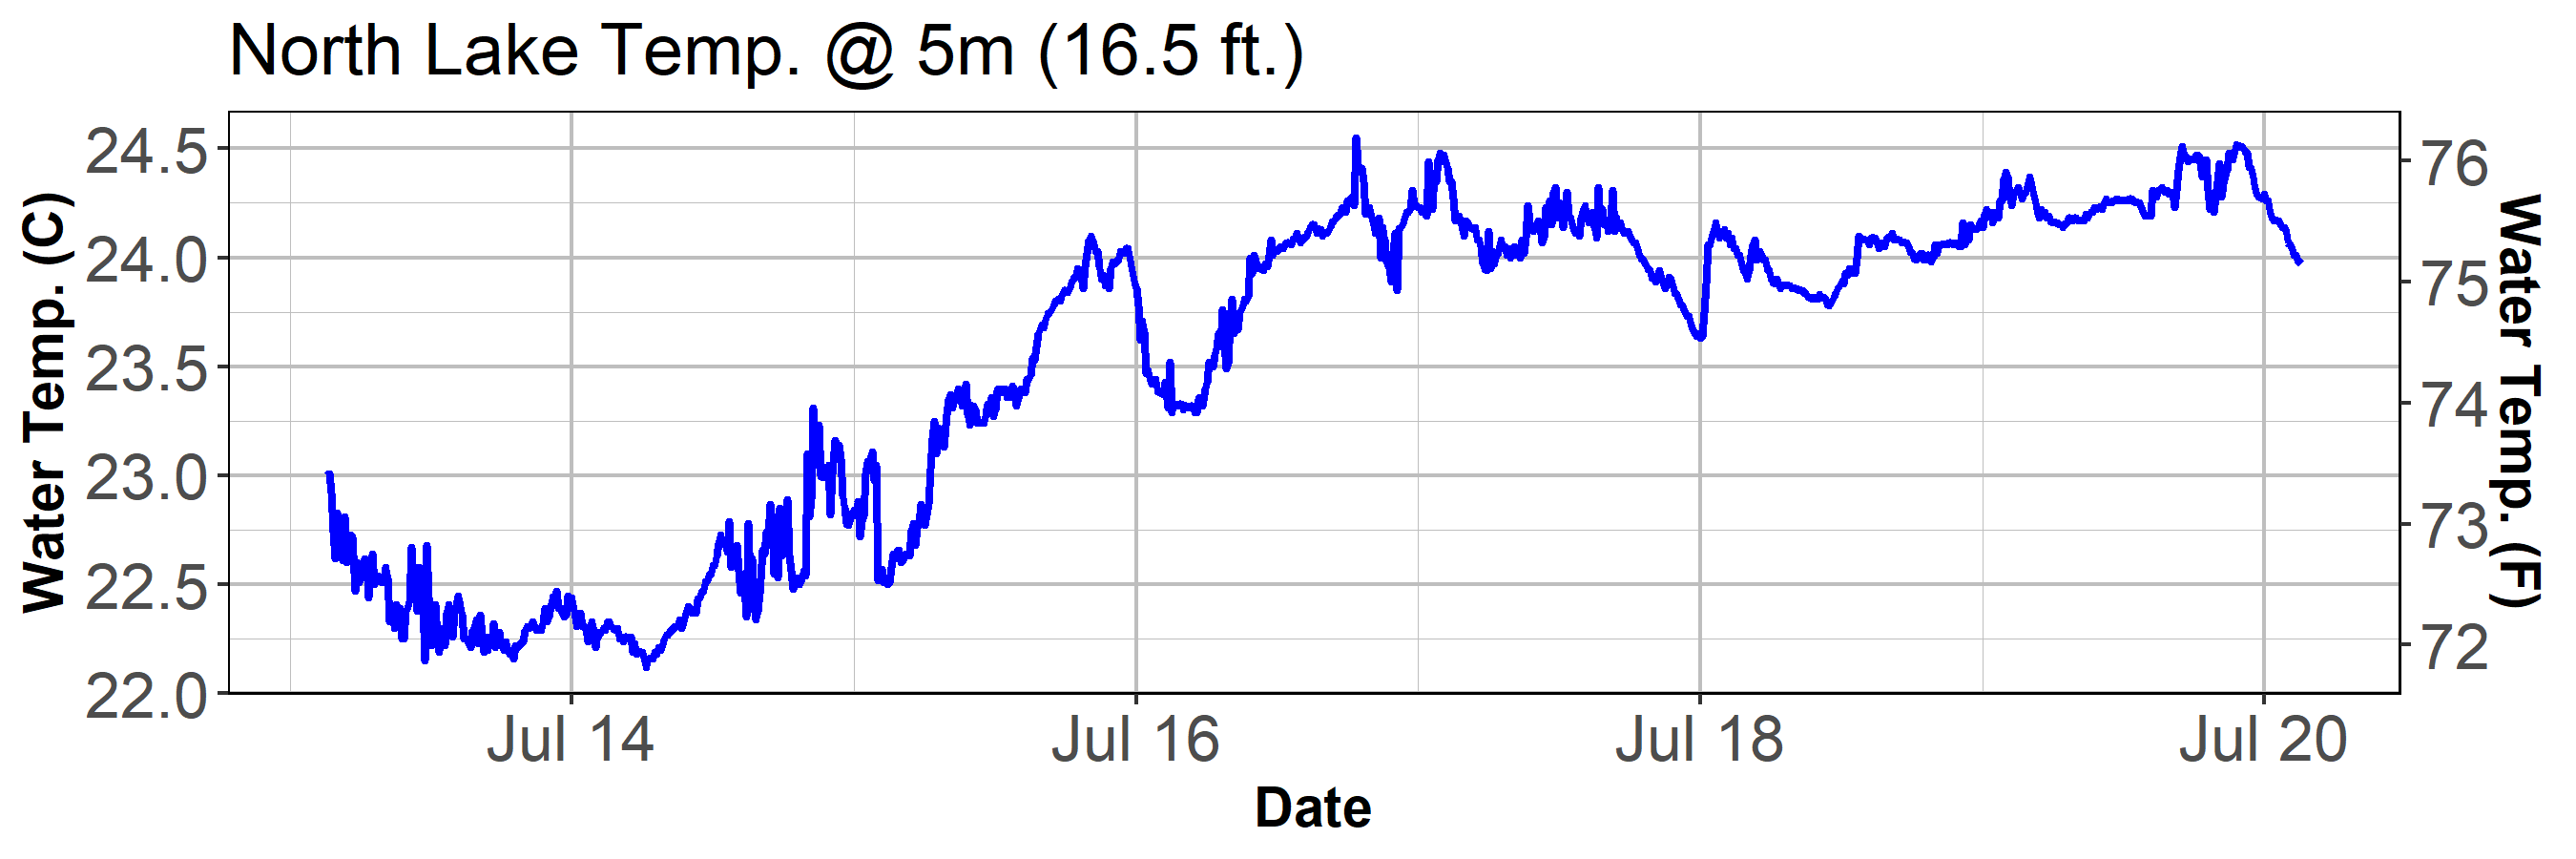 North Lake Temp. @ 5m (16.5 ft.)
Water Temp. (C)
24.5
24.0
23.5
23.0
22.5
22.0
76
75
74
73
72
Water Temp. (F)
Jul 14
Jul 16
Jul 18
Jul 20
Date